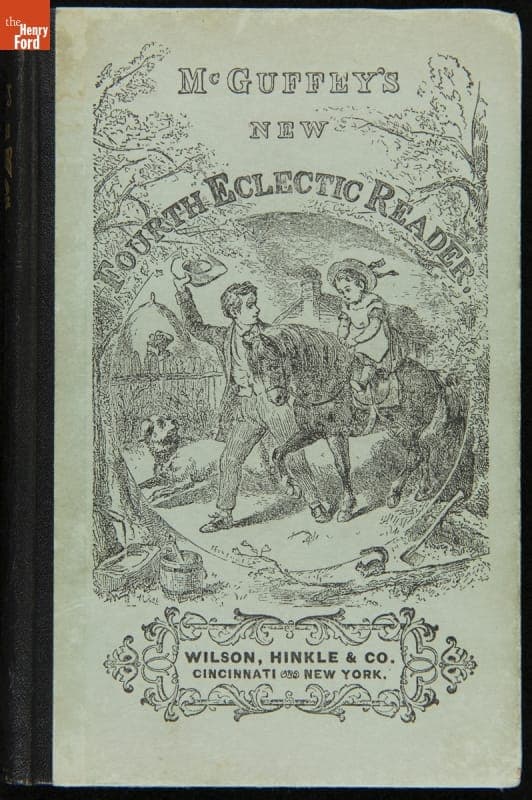 the
Henry
Ford
McGUFFEY'S
NEW
FOURTH ECLECTIC READER.
WILSON, HINKLE & CO.
CINCINNATI AND NEW YORK.